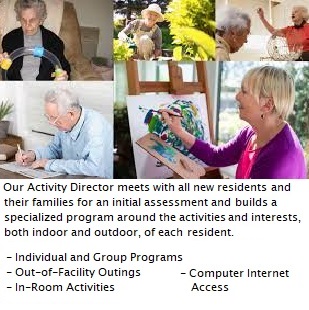 Our Activity Director meets with all new residents and
their families for an initial assessment and builds a
specialized program around the activities and interests,
both indoor and outdoor, of each resident.
- Individual and Group Programs
- Out-of-Facility Outings
- In-Room Activities
- Computer Internet
Access